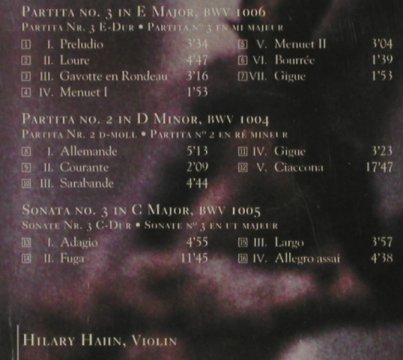 Partita no. 3 in E Major, BWV 1006
Partita Nr. 3 E-Dur • Partita nº 3 en mi majeur
1 I. Preludio 3'34
2 II. Loure 4'47
3 III. Gavotte en Rondeau 3'16
4 IV. Menuet I 1'53
5 V. Menuet II 3'04
6 VI. Bourrée 1'39
7 VII. Gigue 1'53
Partita no. 2 in D Minor, BWV 1004
Partita Nr. 2 d-moll • Partita nº 2 en ré mineur
8 I. Allemande 5'13
9 II. Courante 2'09
10 III. Sarabande 4'44
11 IV. Gigue 3'23
12 V. Ciaccona 17'47
Sonata no. 3 in C Major, BWV 1005
Sonate Nr. 3 C-Dur • Sonate nº 3 en ut majeur
13 I. Adagio 4'55
14 II. Fuga 11'45
15 III. Largo 3'57
16 IV. Allegro assai 4'38
Hilary Hahn, Violin